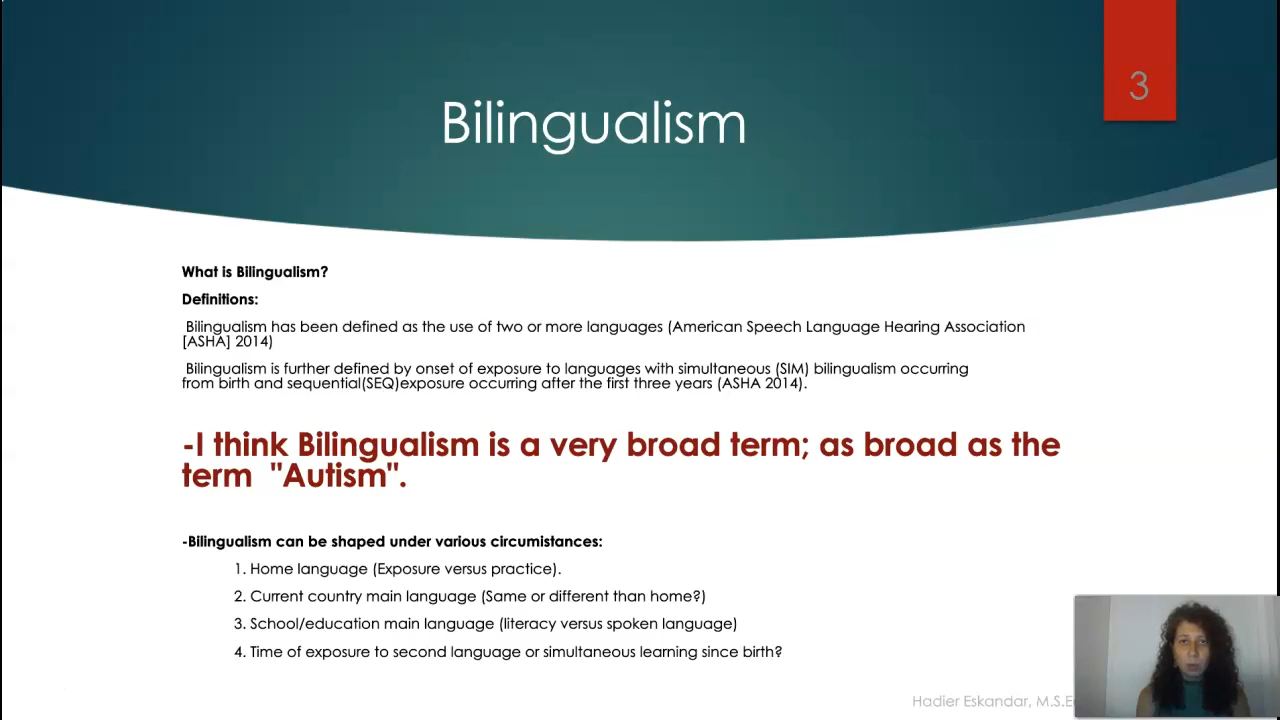 3
Bilingualism
What is Bilingualism?
Definitions:
Bilingualism has been defined as the use of two or more languages (American Speech Language Hearing Association
[ASHA] 2014)
Bilingualism is further defined by onset of exposure to languages with simultaneous (SIM) bilingualism occurring
from birth and sequential(SEQ)exposure occurring after the first three years (ASHA 2014).
-I think Bilingualism is a very broad term; as broad as the
term "Autism".
-Bilingualism can be shaped under various circumistances:
1. Home language (Exposure versus practice).
2. Current country main language (Same or different than home?)
3. School/education main language (literacy versus spoken language)
4. Time of exposure to second language or simultaneous learning since birth?
Hadier Eskandar,